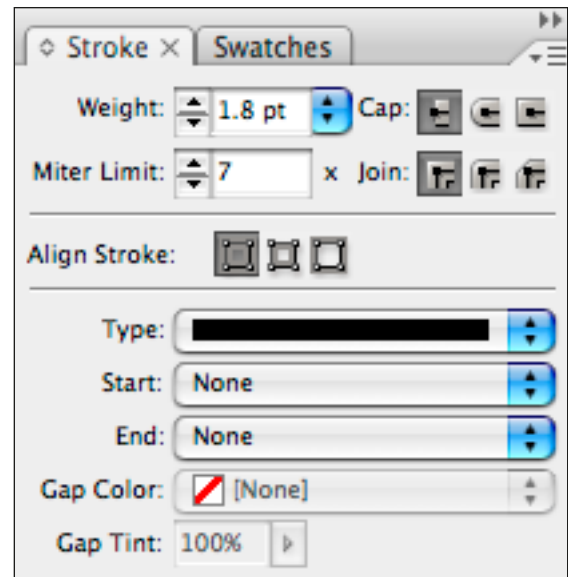 Stroke Swatches
Weight: 1.8 pt Cap:
Miter Limit: 7 x Join:
Align Stroke:
Type:
Start: None
End: None
Gap Color: [None]
Gap Tint: 100%